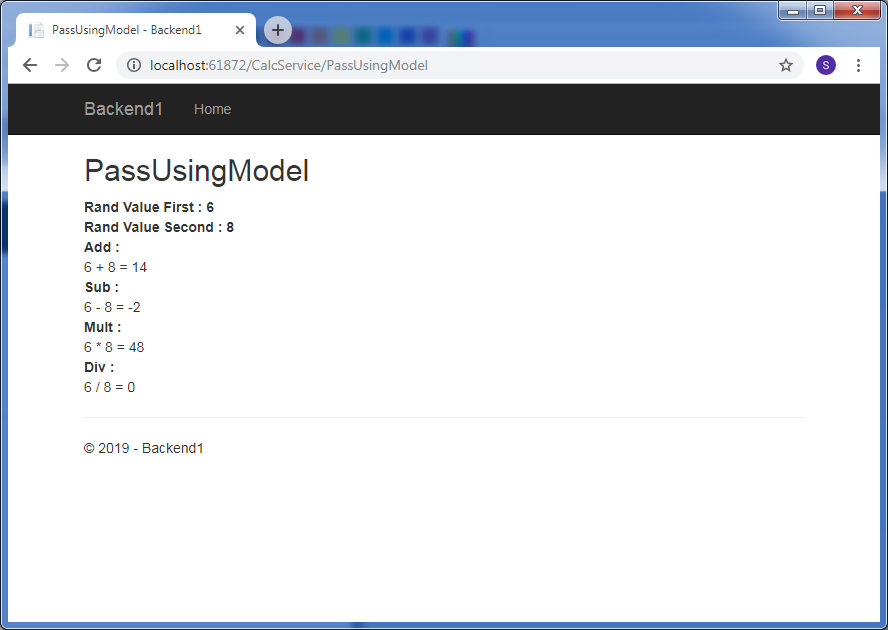 PassUsingModel - Backend1
localhost:61872/CalcService/PassUsingModel
S
Backend1 Home
PassUsingModel
Rand Value First : 6
Rand Value Second : 8
Add :
6 + 8 = 14
Sub :
6 - 8 = -2
Mult :
6 * 8 = 48
Div :
6 / 8 = 0
© 2019 - Backend1